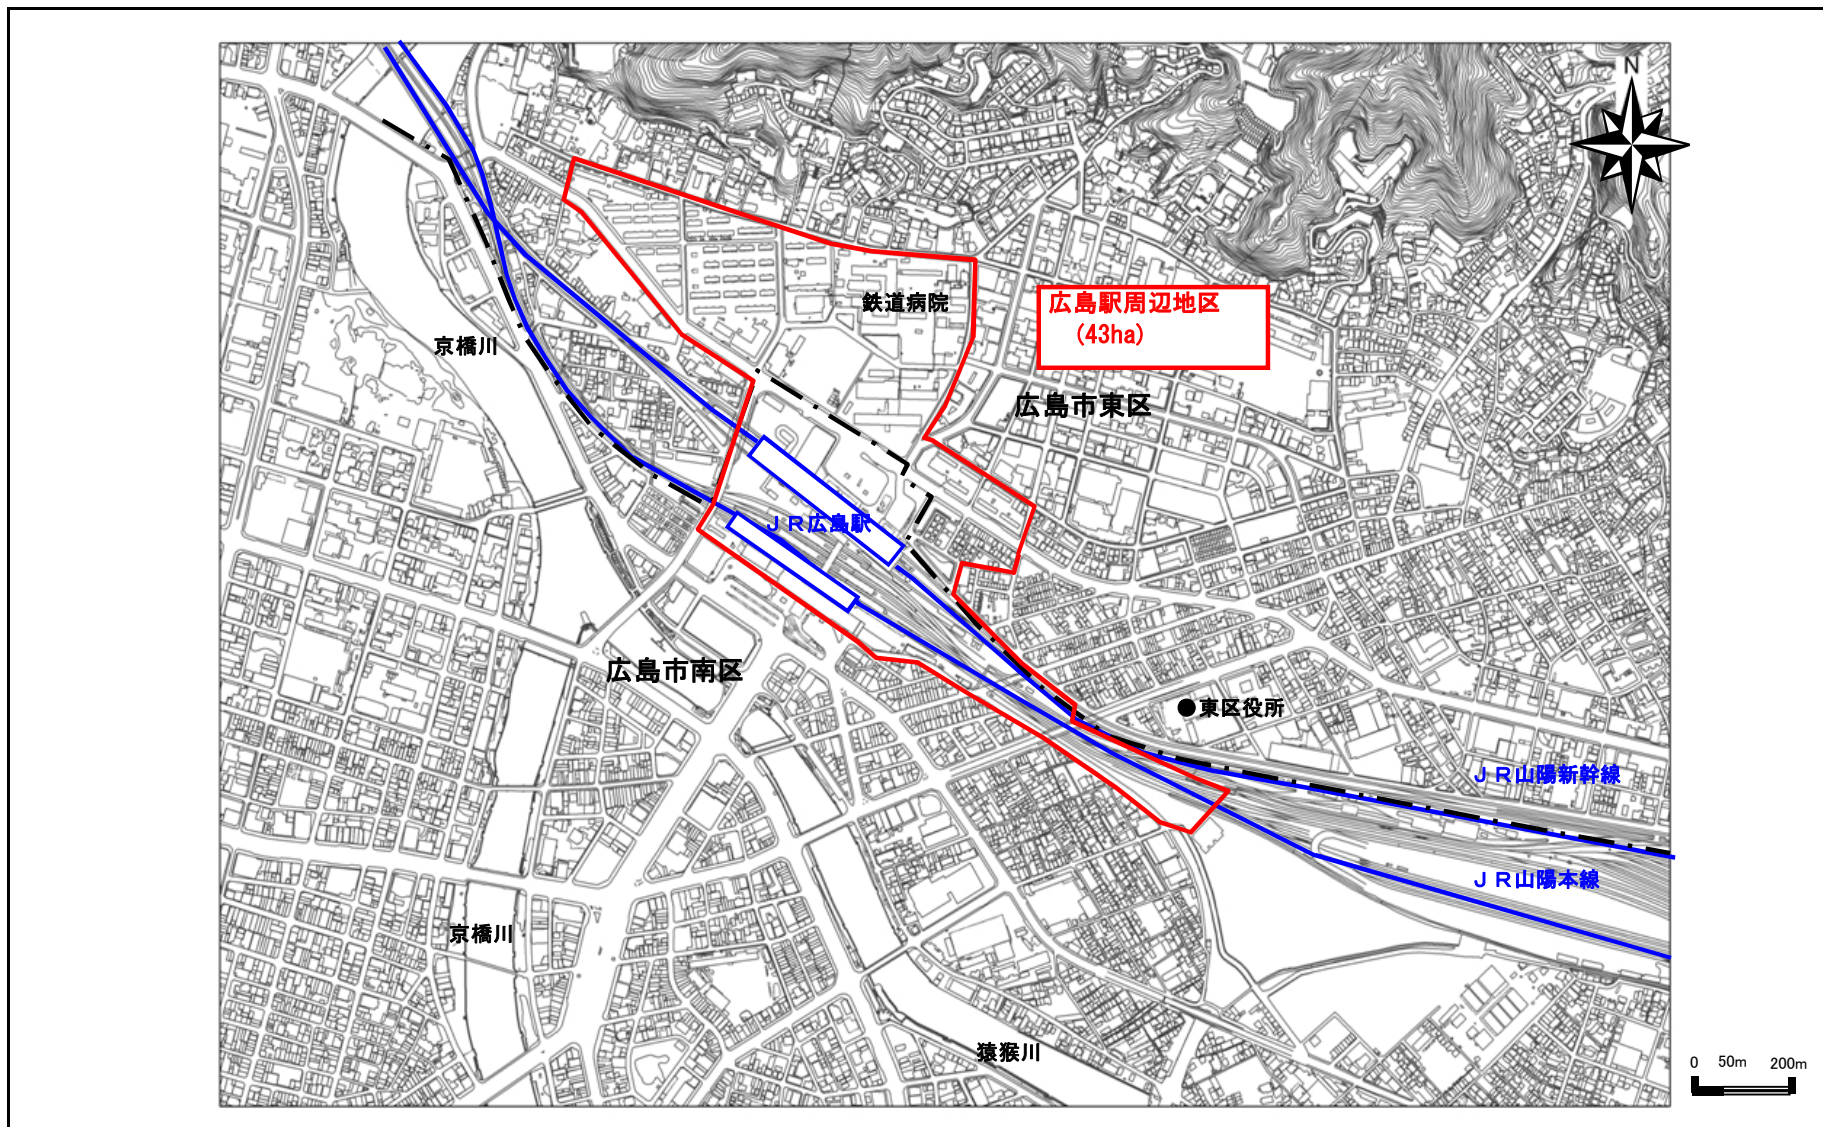 N
鉄道病院
広島駅周辺地区
(43ha)
京橋川
広島市東区
ＪＲ広島駅
広島市南区
東区役所
ＪＲ山陽新幹線
ＪＲ山陽本線
京橋川
猿猴川
0 50m 200m